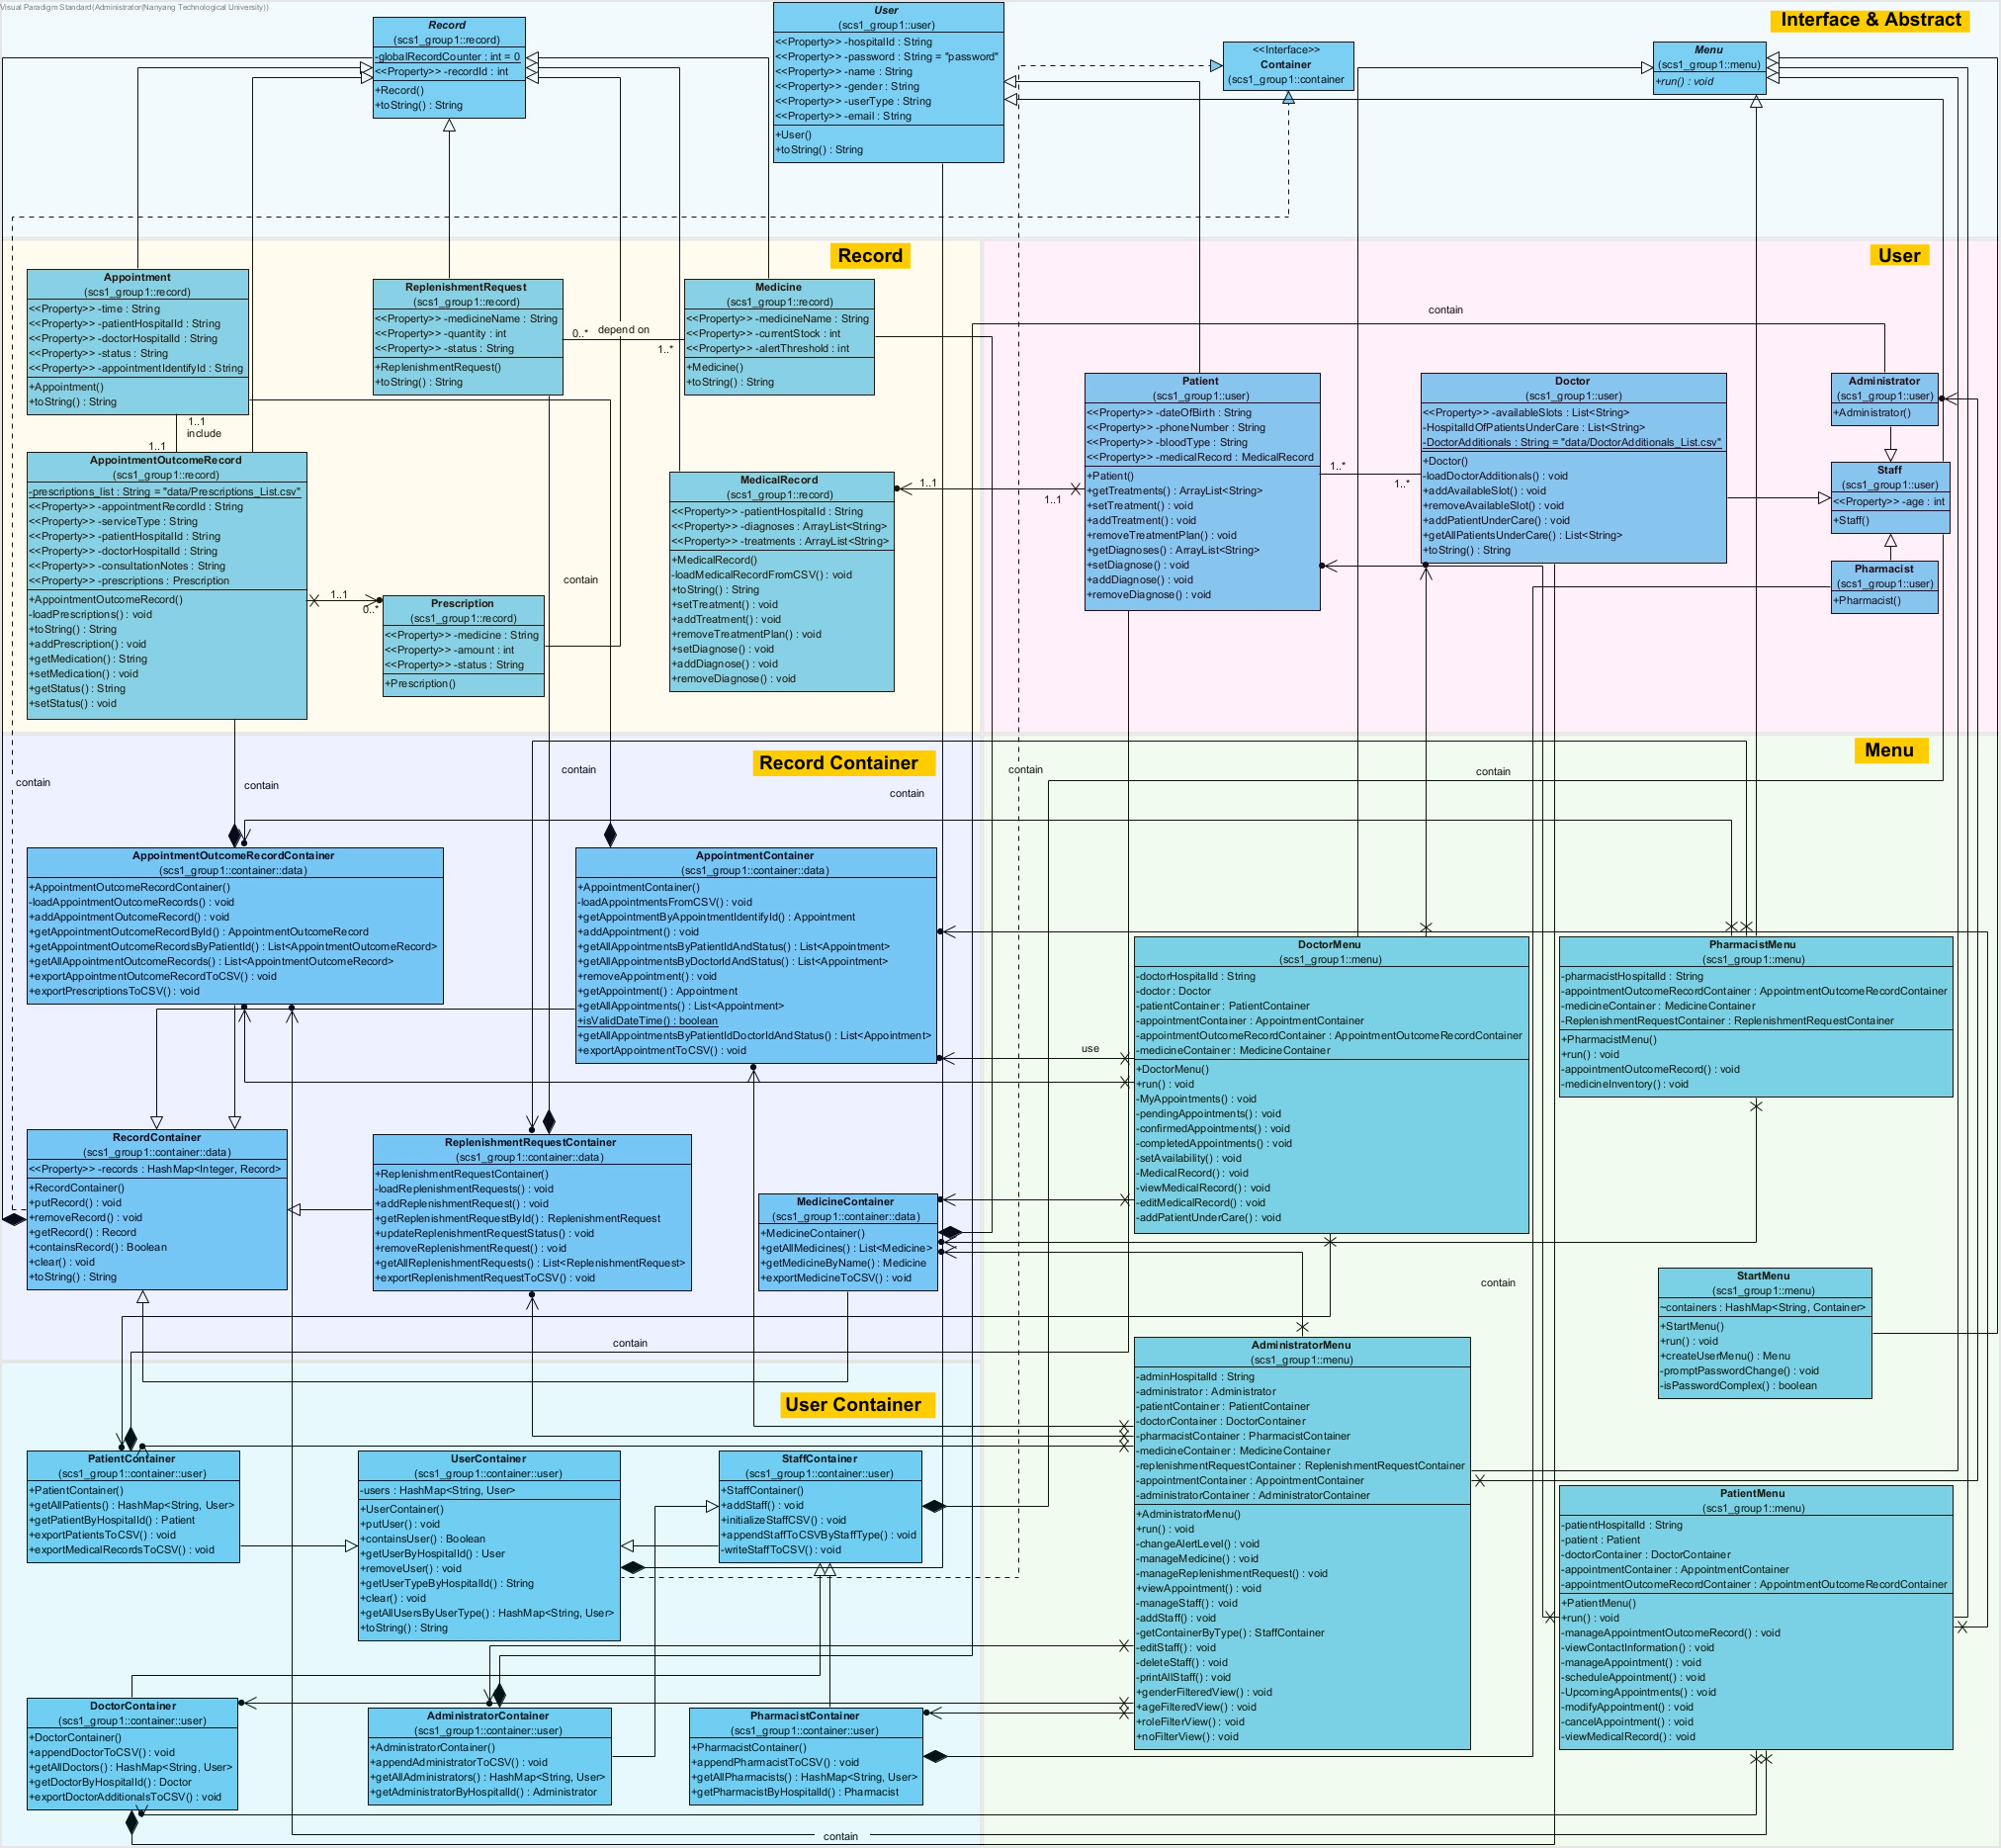 Visual Paradigm Standard(Administrator(Nanyang Technological University))
Interface & Abstract
Record
(scs1_group1::record)
-globalRecordCounter : int = 0
<<Property>> -recordId : int
+Record()
+toString() : String
User
(scs1_group1::user)
<<Property>> -hospitalId : String
<<Property>> -password : String = "password"
<<Property>> -name : String
<<Property>> -gender : String
<<Property>> -userType : String
<<Property>> -email : String
+User()
+toString() : String
<<Interface>>
Container
(scs1_group1::container
Menu
(scs1_group1::menu)
+run() : void
Record
Appointment
(scs1_group1::record)
<<Property>> -time : String
<<Property>> -patientHospitalId : String
<<Property>> -doctorHospitalId : String
<<Property>> -status : String
<<Property>> -appointmentIdentifyId : String
+Appointment()
+toString() : String
ReplenishmentRequest
(scs1_group1::record)
<<Property>> -medicineName : String
<<Property>> -quantity : int
<<Property>> -status : String
+ReplenishmentRequest()
+toString() : String
0..*
depend on
1..*
Medicine
(scs1_group1::record)
<<Property>> -medicineName : String
<<Property>> -currentStock : int
<<Property>> -alertThreshold : int
+Medicine()
+toString() : String
1..1
include
1..1
AppointmentOutcomeRecord
(scs1_group1::record)
-prescriptions_list : String = "data/Prescriptions_List.csv"
<<Property>> -appointmentRecordId : String
<<Property>> -serviceType : String
<<Property>> -patientHospitalId : String
<<Property>> -doctorHospitalId : String
<<Property>> -consultationNotes : String
<<Property>> -prescriptions : Prescription
+AppointmentOutcomeRecord()
-loadPrescriptions() : void
+toString() : String
+addPrescription() : void
+getMedication() : String
+setMedication() : void
+getStatus() : String
+setStatus() : void
1..1
0..*
Prescription
(scs1_group1::record)
<<Property>> -medicine : String
<<Property>> -amount : int
<<Property>> -status : String
+Prescription()
contain
MedicalRecord
(scs1_group1::record)
<<Property>> -patientHospitalId : String
<<Property>> -diagnoses : ArrayList<String>
<<Property>> -treatments : ArrayList<String>
+MedicalRecord()
-loadMedicalRecordFromCSV() : void
+toString() : String
+setTreatment() : void
+addTreatment() : void
+removeTreatmentPlan() : void
+setDiagnose() : void
+addDiagnose() : void
+removeDiagnose() : void
1..1
1..1
User
contain
Patient
(scs1_group1::user)
<<Property>> -dateOfBirth : String
<<Property>> -phoneNumber : String
<<Property>> -bloodType : String
<<Property>> -medicalRecord : MedicalRecord
+Patient()
+getTreatments() : ArrayList<String>
+setTreatment() : void
+addTreatment() : void
+removeTreatmentPlan() : void
+getDiagnoses() : ArrayList<String>
+setDiagnose() : void
+addDiagnose() : void
+removeDiagnose() : void
1..*
1..*
Doctor
(scs1_group1::user)
<<Property>> -availableSlots : List<String>
-HospitalIdOfPatientsUnderCare : List<String>
-DoctorAdditionals : String = "data/DoctorAdditionals_List.csv"
+Doctor()
-loadDoctorAdditionals() : void
+addAvailableSlot() : void
+removeAvailableSlot() : void
+addPatientUnderCare() : void
+getAllPatientsUnderCare() : List<String>
+toString() : String
Administrator
(scs1_group1::user)
+Administrator()
Staff
(scs1_group1::user)
<<Property>> -age : int
+Staff()
Pharmacist
(scs1_group1::user)
+Pharmacist()
Record Container
contain
contain
contain
contain
AppointmentOutcomeRecordContainer
(scs1_group1::container::data)
+AppointmentOutcomeRecordContainer()
-loadAppointmentOutcomeRecords() : void
+addAppointmentOutcomeRecord() : void
+getAppointmentOutcomeRecordById() : AppointmentOutcomeRecord
+getAppointmentOutcomeRecordsByPatientId() : List<AppointmentOutcomeRecord>
+getAllAppointmentOutcomeRecords() : List<AppointmentOutcomeRecord>
+exportAppointmentOutcomeRecordToCSV() : void
+exportPrescriptionsToCSV() : void
AppointmentContainer
(scs1_group1::container::data)
+AppointmentContainer()
-loadAppointmentsFromCSV() : void
+getAppointmentByAppointmentIdentifyId() : Appointment
+addAppointment() : void
+getAllAppointmentsByPatientIdAndStatus() : List<Appointment>
+getAllAppointmentsByDoctorIdAndStatus() : List<Appointment>
+removeAppointment() : void
+getAppointment() : Appointment
+getAllAppointments() : List<Appointment>
+isValidDateTime() : boolean
+getAllAppointmentsByPatientIdDoctorIdAndStatus() : List<Appointment>
+exportAppointmentToCSV() : void
RecordContainer
(scs1_group1::container::data)
<<Property>> -records : HashMap<Integer, Record>
+RecordContainer()
+putRecord() : void
+removeRecord() : void
+getRecord() : Record
+containsRecord() : Boolean
+clear() : void
+toString() : String
ReplenishmentRequestContainer
(scs1_group1::container::data)
+ReplenishmentRequestContainer()
-loadReplenishmentRequests() : void
+addReplenishmentRequest() : void
+getReplenishmentRequestById() : ReplenishmentRequest
+updateReplenishmentRequestStatus() : void
+removeReplenishmentRequest() : void
+getAllReplenishmentRequests() : List<ReplenishmentRequest>
+exportReplenishmentRequestToCSV() : void
MedicineContainer
(scs1_group1::container::data)
+MedicineContainer()
+getAllMedicines() : List<Medicine>
+getMedicineByName() : Medicine
+exportMedicineToCSV() : void
contain
Menu
contain
contain
use
DoctorMenu
(scs1_group1::menu)
-doctorHospitalId : String
-doctor : Doctor
-patientContainer : PatientContainer
-appointmentContainer : AppointmentContainer
-appointmentOutcomeRecordContainer : AppointmentOutcomeRecordContainer
-medicineContainer : MedicineContainer
+DoctorMenu()
+run() : void
-MyAppointments() : void
-pendingAppointments() : void
-confirmedAppointments() : void
-completedAppointments() : void
-setAvailability() : void
-MedicalRecord() : void
-viewMedicalRecord() : void
-editMedicalRecord() : void
-addPatientUnderCare() : void
PharmacistMenu
(scs1_group1::menu)
-pharmacistHospitalId : String
-appointmentOutcomeRecordContainer : AppointmentOutcomeRecordContainer
-medicineContainer : MedicineContainer
-ReplenishmentRequestContainer : ReplenishmentRequestContainer
+PharmacistMenu()
+run() : void
-appointmentOutcomeRecord() : void
-medicineInventory() : void
contain
StartMenu
(scs1_group1::menu)
~containers : HashMap<String, Container>
+StartMenu()
+run() : void
+createUserMenu() : Menu
-promptPasswordChange() : void
-isPasswordComplex() : boolean
AdministratorMenu
(scs1_group1::menu)
-adminHospitalId : String
-administrator : Administrator
-patientContainer : PatientContainer
-doctorContainer : DoctorContainer
-pharmacistContainer : PharmacistContainer
-medicineContainer : MedicineContainer
-replenishmentRequestContainer : ReplenishmentRequestContainer
-appointmentContainer : AppointmentContainer
-administratorContainer : AdministratorContainer
+AdministratorMenu()
+run() : void
-changeAlertLevel() : void
-manageMedicine() : void
-manageReplenishmentRequest() : void
+viewAppointment() : void
-manageStaff() : void
-addStaff() : void
-getContainerByType() : StaffContainer
-editStaff() : void
-deleteStaff() : void
-printAllStaff() : void
+genderFilteredView() : void
+ageFilteredView() : void
+roleFilterView() : void
+noFilterView() : void
PatientMenu
(scs1_group1::menu)
-patientHospitalId : String
-patient : Patient
-doctorContainer : DoctorContainer
-appointmentContainer : AppointmentContainer
-appointmentOutcomeRecordContainer : AppointmentOutcomeRecordContainer
+PatientMenu()
+run() : void
-manageAppointmentOutcomeRecord() : void
-viewContactInformation() : void
-manageAppointment() : void
-scheduleAppointment() : void
-UpcomingAppointments() : void
-modifyAppointment() : void
-cancelAppointment() : void
-viewMedicalRecord() : void
User Container
PatientContainer
(scs1_group1::container::user)
+PatientContainer()
+getAllPatients() : HashMap<String, User>
+getPatientByHospitalId() : Patient
+exportPatientsToCSV() : void
+exportMedicalRecordsToCSV() : void
UserContainer
(scs1_group1::container::user)
-users : HashMap<String, User>
+UserContainer()
+putUser() : void
+containsUser() : Boolean
+getUserByHospitalId() : User
+removeUser() : void
+getUserTypeByHospitalId() : String
+clear() : void
+getAllUsersByUserType() : HashMap<String, User>
+toString() : String
StaffContainer
(scs1_group1::container::user)
+StaffContainer()
+addStaff() : void
+initializeStaffCSV() : void
+appendStaffToCSVByStaffType() : void
-writeStaffToCSV() : void
DoctorContainer
(scs1_group1::container::user)
+DoctorContainer()
+appendDoctorToCSV() : void
+getAllDoctors() : HashMap<String, User>
+getDoctorByHospitalId() : Doctor
+exportDoctorAdditionalsToCSV() : void
AdministratorContainer
(scs1_group1::container::user)
+AdministratorContainer()
+appendAdministratorToCSV() : void
+getAllAdministrators() : HashMap<String, User>
+getAdministratorByHospitalId() : Administrator
PharmacistContainer
(scs1_group1::container::user)
+PharmacistContainer()
+appendPharmacistToCSV() : void
+getAllPharmacists() : HashMap<String, User>
+getPharmacistByHospitalId() : Pharmacist
contain